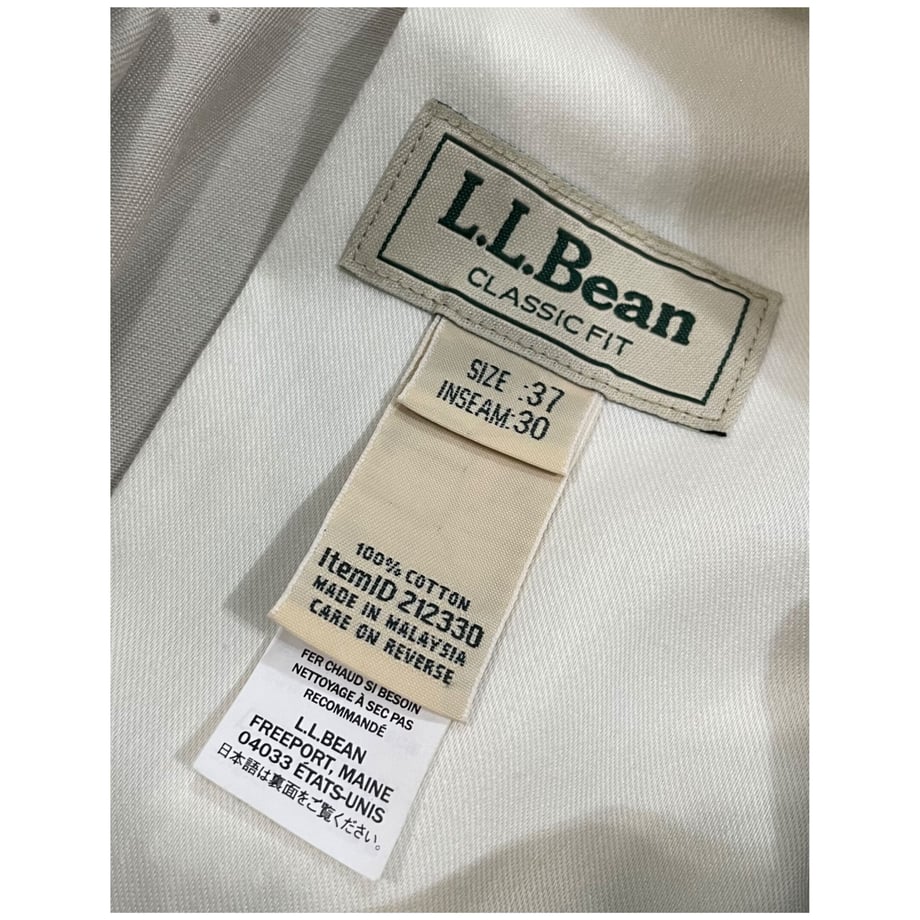 L.L.Bean
CLASSIC FIT
SIZE :37
INSEAM:30
100% COTTON
ItemID 212330
MADE IN MALAYSIA
CARE ON REVERSE
FER CHAUD SI BESOIN
NETTOYAGE À SEC PAS
RECOMMANDÉ
L.L.BEAN
FREEPORT, MAINE
04033 ÉTATS-UNIS
日本語は裏面をご覧ください。